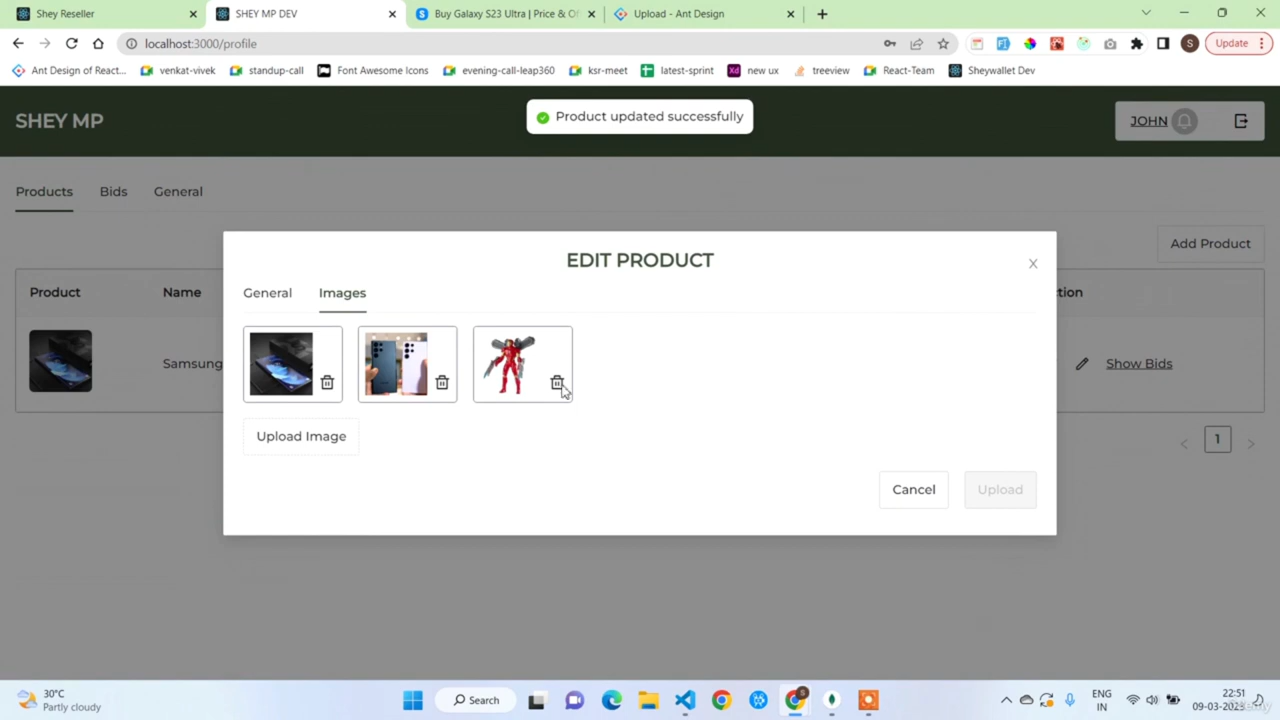 Shey Reseller
SHEY MP DEV
Buy Galaxy S23 Ultra | Price & Of
Upload - Ant Design
localhost:3000/profile
S
Update
Ant Design of React...
venkat-vivek
standup-call
Font Awesome Icons
evening-call-leap360
ksr-meet
latest-sprint
new ux
treeview
React-Team
Sheywallet Dev
SHEY MP
Product updated successfully
JOHN
Products
Bids
General
Add Product
EDIT PRODUCT
General
Images
Product
Name
tion
Samsung
Show Bids
Upload Image
1
Cancel
Upload
30°C
Partly cloudy
Search
ENG
IN
22:51